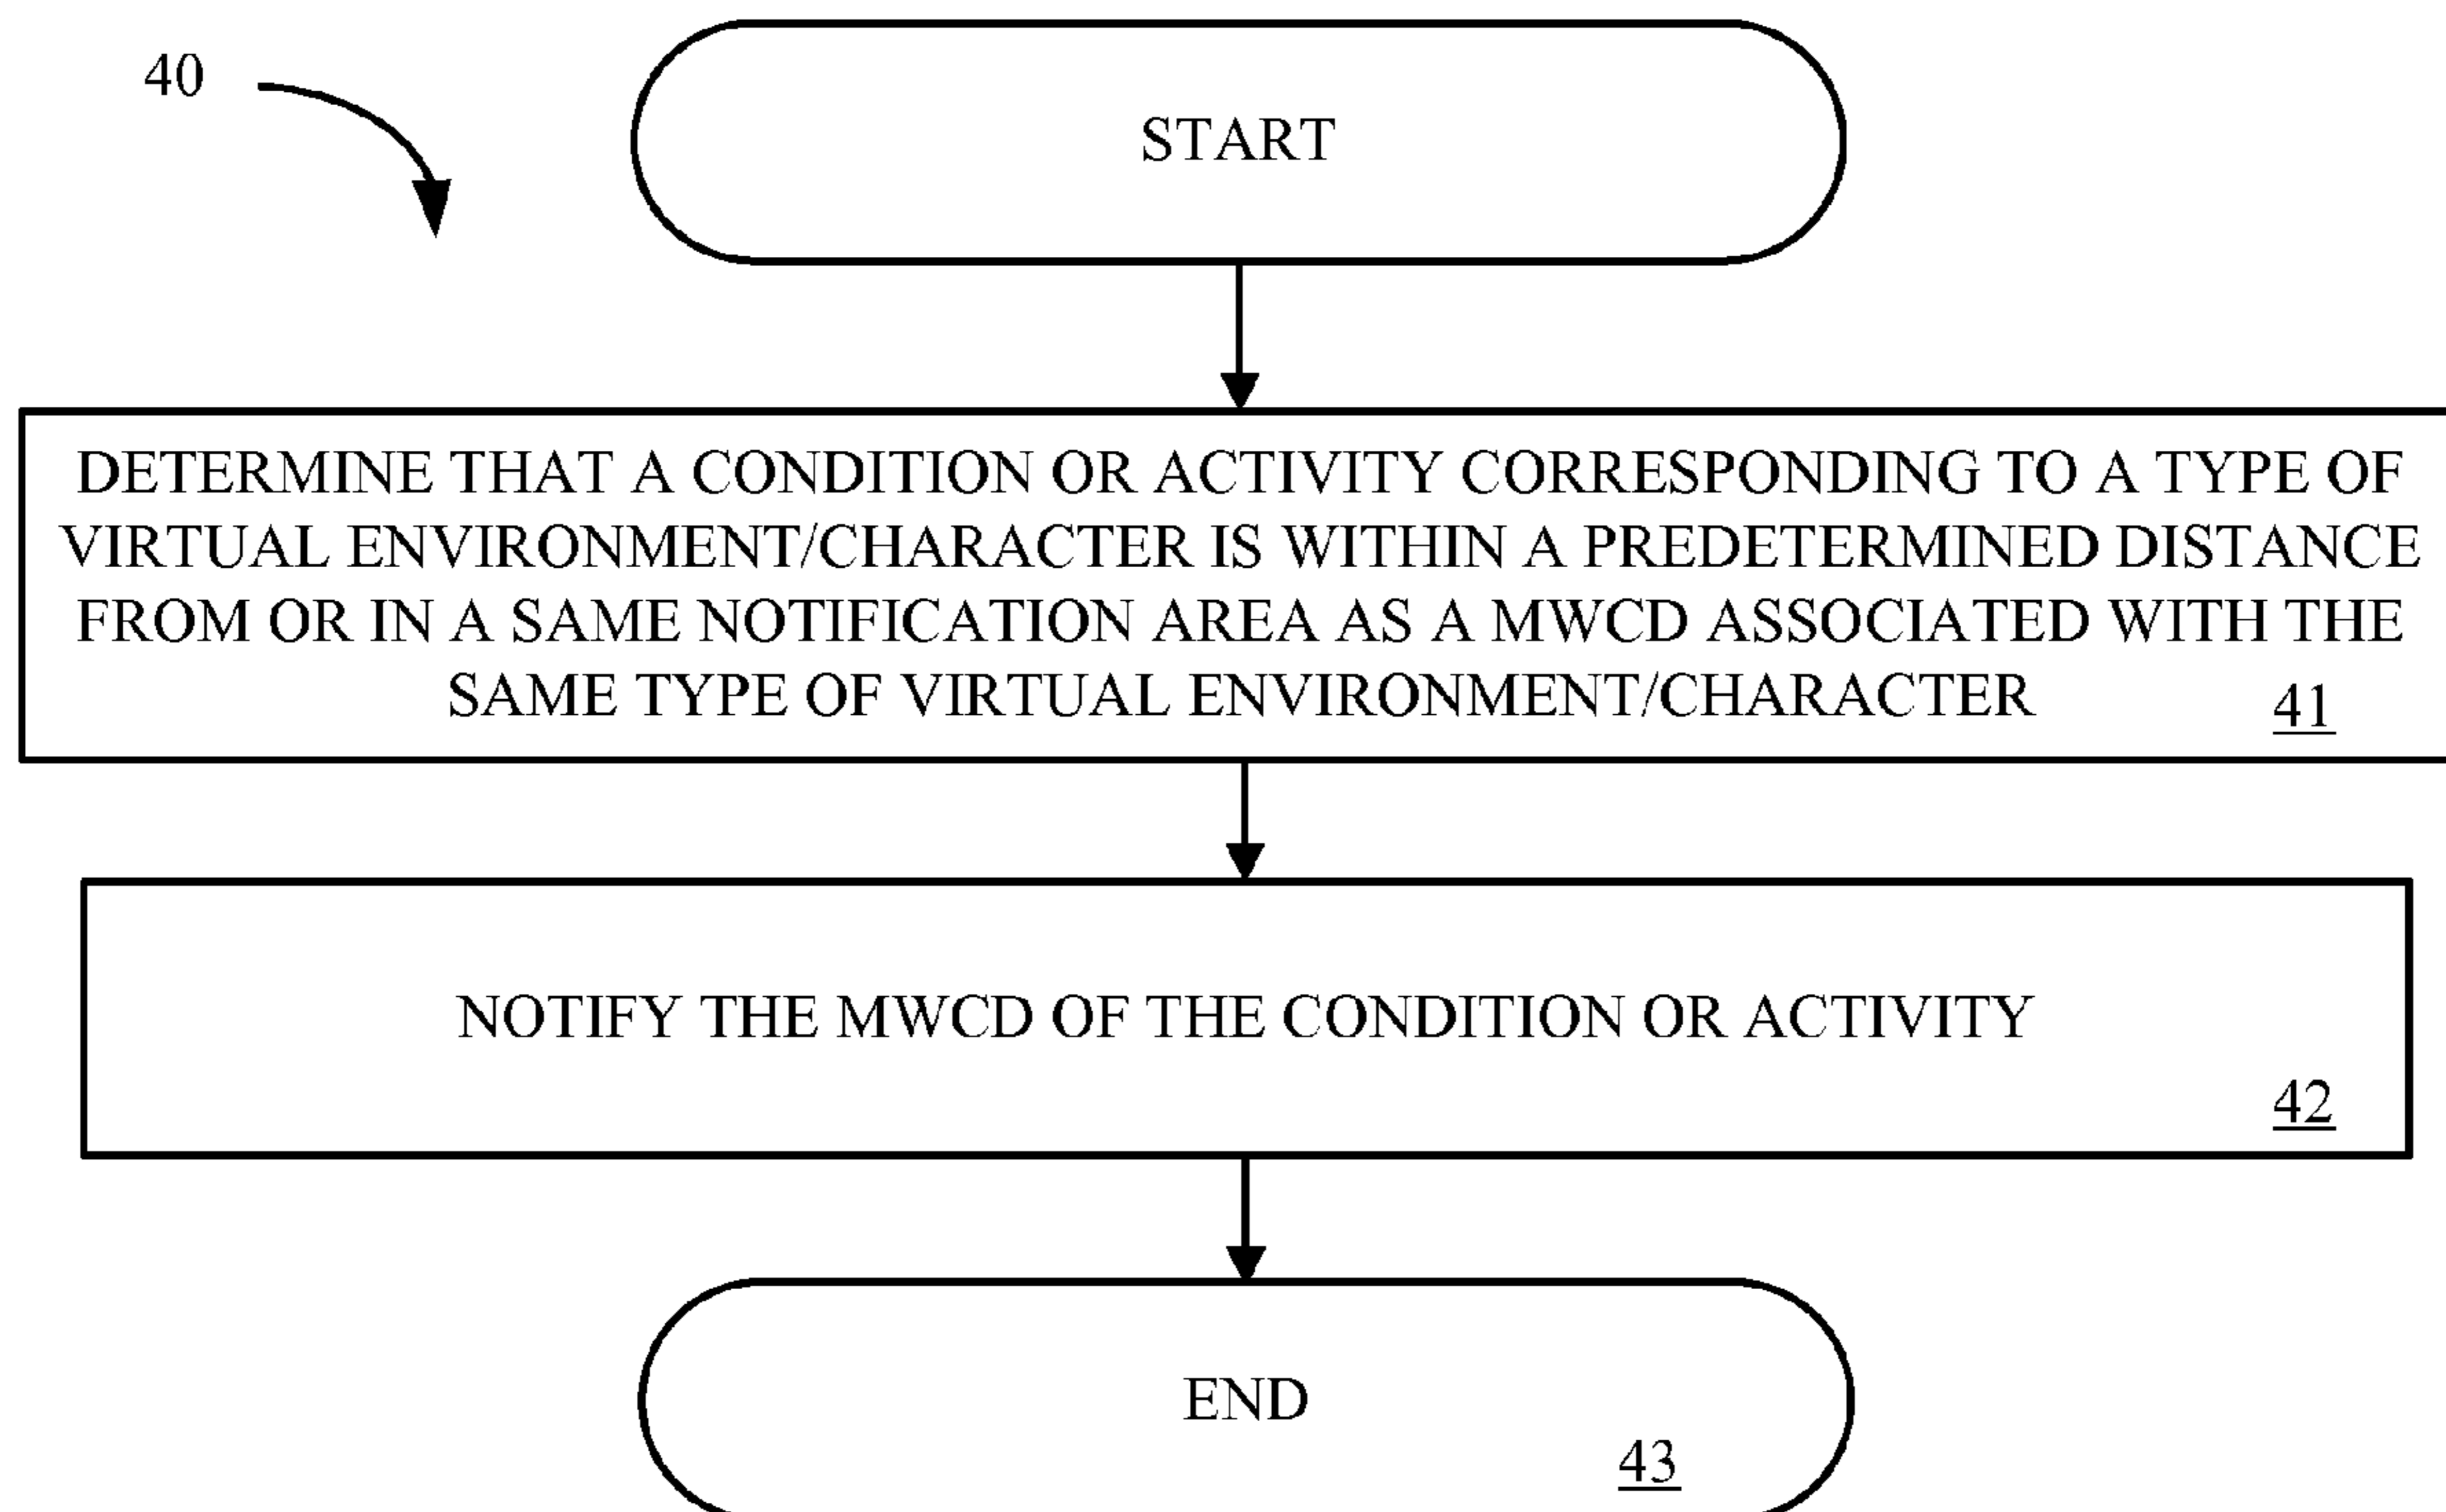 40
START
DETERMINE THAT A CONDITION OR ACTIVITY CORRESPONDING TO A TYPE OF
VIRTUAL ENVIRONMENT/CHARACTER IS WITHIN A PREDETERMINED DISTANCE
FROM OR IN A SAME NOTIFICATION AREA AS A MWCD ASSOCIATED WITH THE
SAME TYPE OF VIRTUAL ENVIRONMENT/CHARACTER
41
NOTIFY THE MWCD OF THE CONDITION OR ACTIVITY
42
END
43